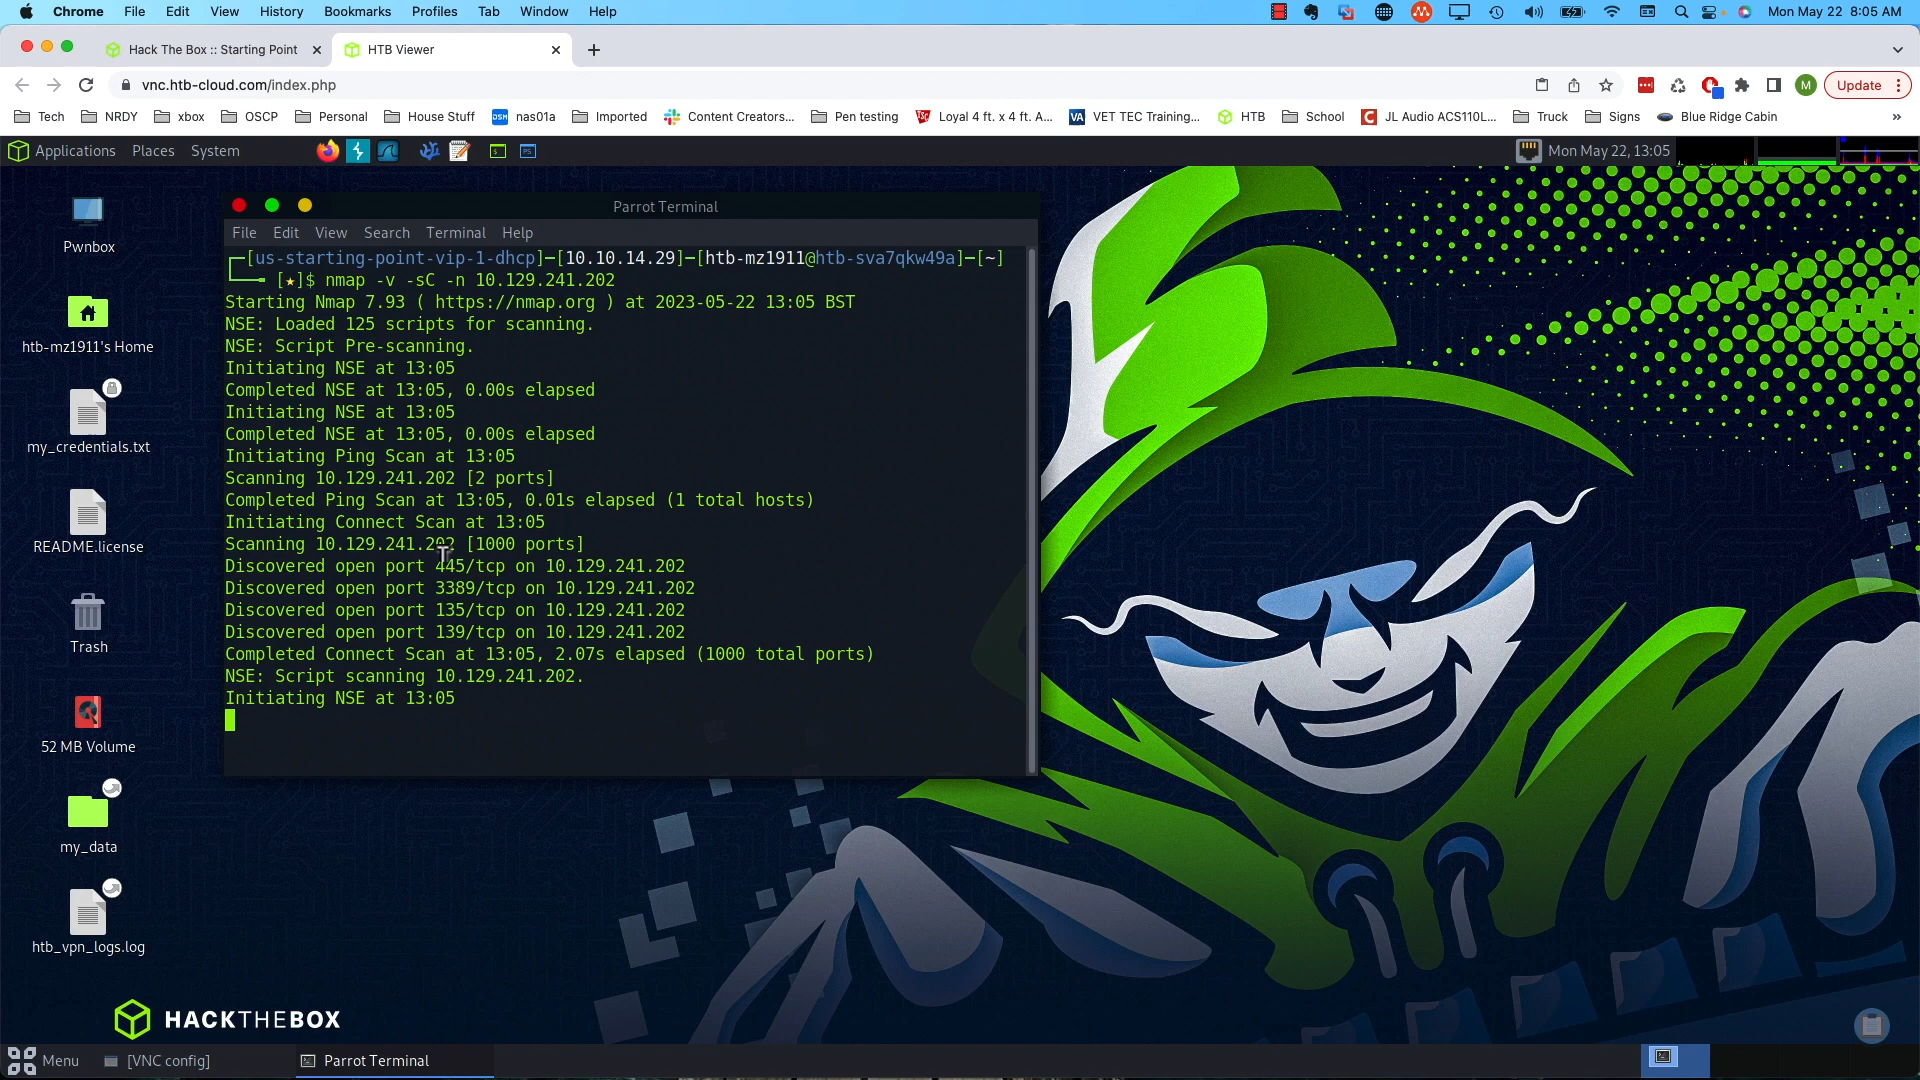 Chrome File Edit View History Bookmarks Profiles Tab Window Help Mon May 22 8:05 AM
Hack The Box :: Starting Point HTB Viewer
vnc.htb-cloud.com/index.php M Update
Tech NRDY xbox OSCP Personal House Stuff DSM nas01a Imported Content Creators... Pen testing Loyal 4 ft. x 4 ft. A... VA VET TEC Training... HTB School JL Audio ACS110L... Truck Signs Blue Ridge Cabin »
Applications Places System Mon May 22, 13:05
Parrot Terminal
File Edit View Search Terminal Help
┌─[us-starting-point-vip-1-dhcp]─[10.10.14.29]─[htb-mz1911@htb-sva7qkw49a]─[~]
└──╼ [★]$ nmap -v -sC -n 10.129.241.202
Starting Nmap 7.93 ( https://nmap.org ) at 2023-05-22 13:05 BST
NSE: Loaded 125 scripts for scanning.
NSE: Script Pre-scanning.
Initiating NSE at 13:05
Completed NSE at 13:05, 0.00s elapsed
Initiating NSE at 13:05
Completed NSE at 13:05, 0.00s elapsed
Initiating Ping Scan at 13:05
Scanning 10.129.241.202 [2 ports]
Completed Ping Scan at 13:05, 0.01s elapsed (1 total hosts)
Initiating Connect Scan at 13:05
Scanning 10.129.241.202 [1000 ports]
Discovered open port 445/tcp on 10.129.241.202
Discovered open port 3389/tcp on 10.129.241.202
Discovered open port 135/tcp on 10.129.241.202
Discovered open port 139/tcp on 10.129.241.202
Completed Connect Scan at 13:05, 2.07s elapsed (1000 total ports)
NSE: Script scanning 10.129.241.202.
Initiating NSE at 13:05
Pwnbox
htb-mz1911's Home
my_credentials.txt
README.license
Trash
52 MB Volume
my_data
htb_vpn_logs.log
HACKTHEBOX
Menu [VNC config] Parrot Terminal